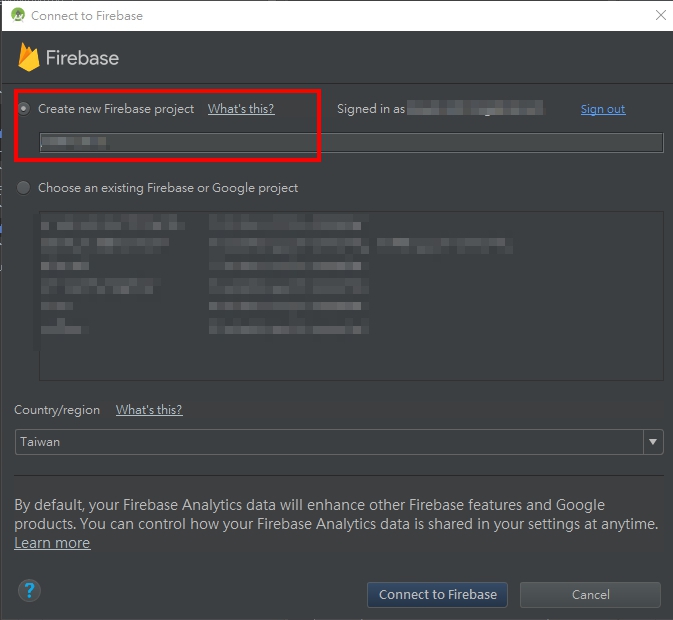 Connect to Firebase
Firebase
Create new Firebase project What's this? Signed in as Sign out
Choose an existing Firebase or Google project
Country/region What's this?
Taiwan
By default, your Firebase Analytics data will enhance other Firebase features and Google
products. You can control how your Firebase Analytics data is shared in your settings at anytime.
Learn more
? Connect to Firebase Cancel